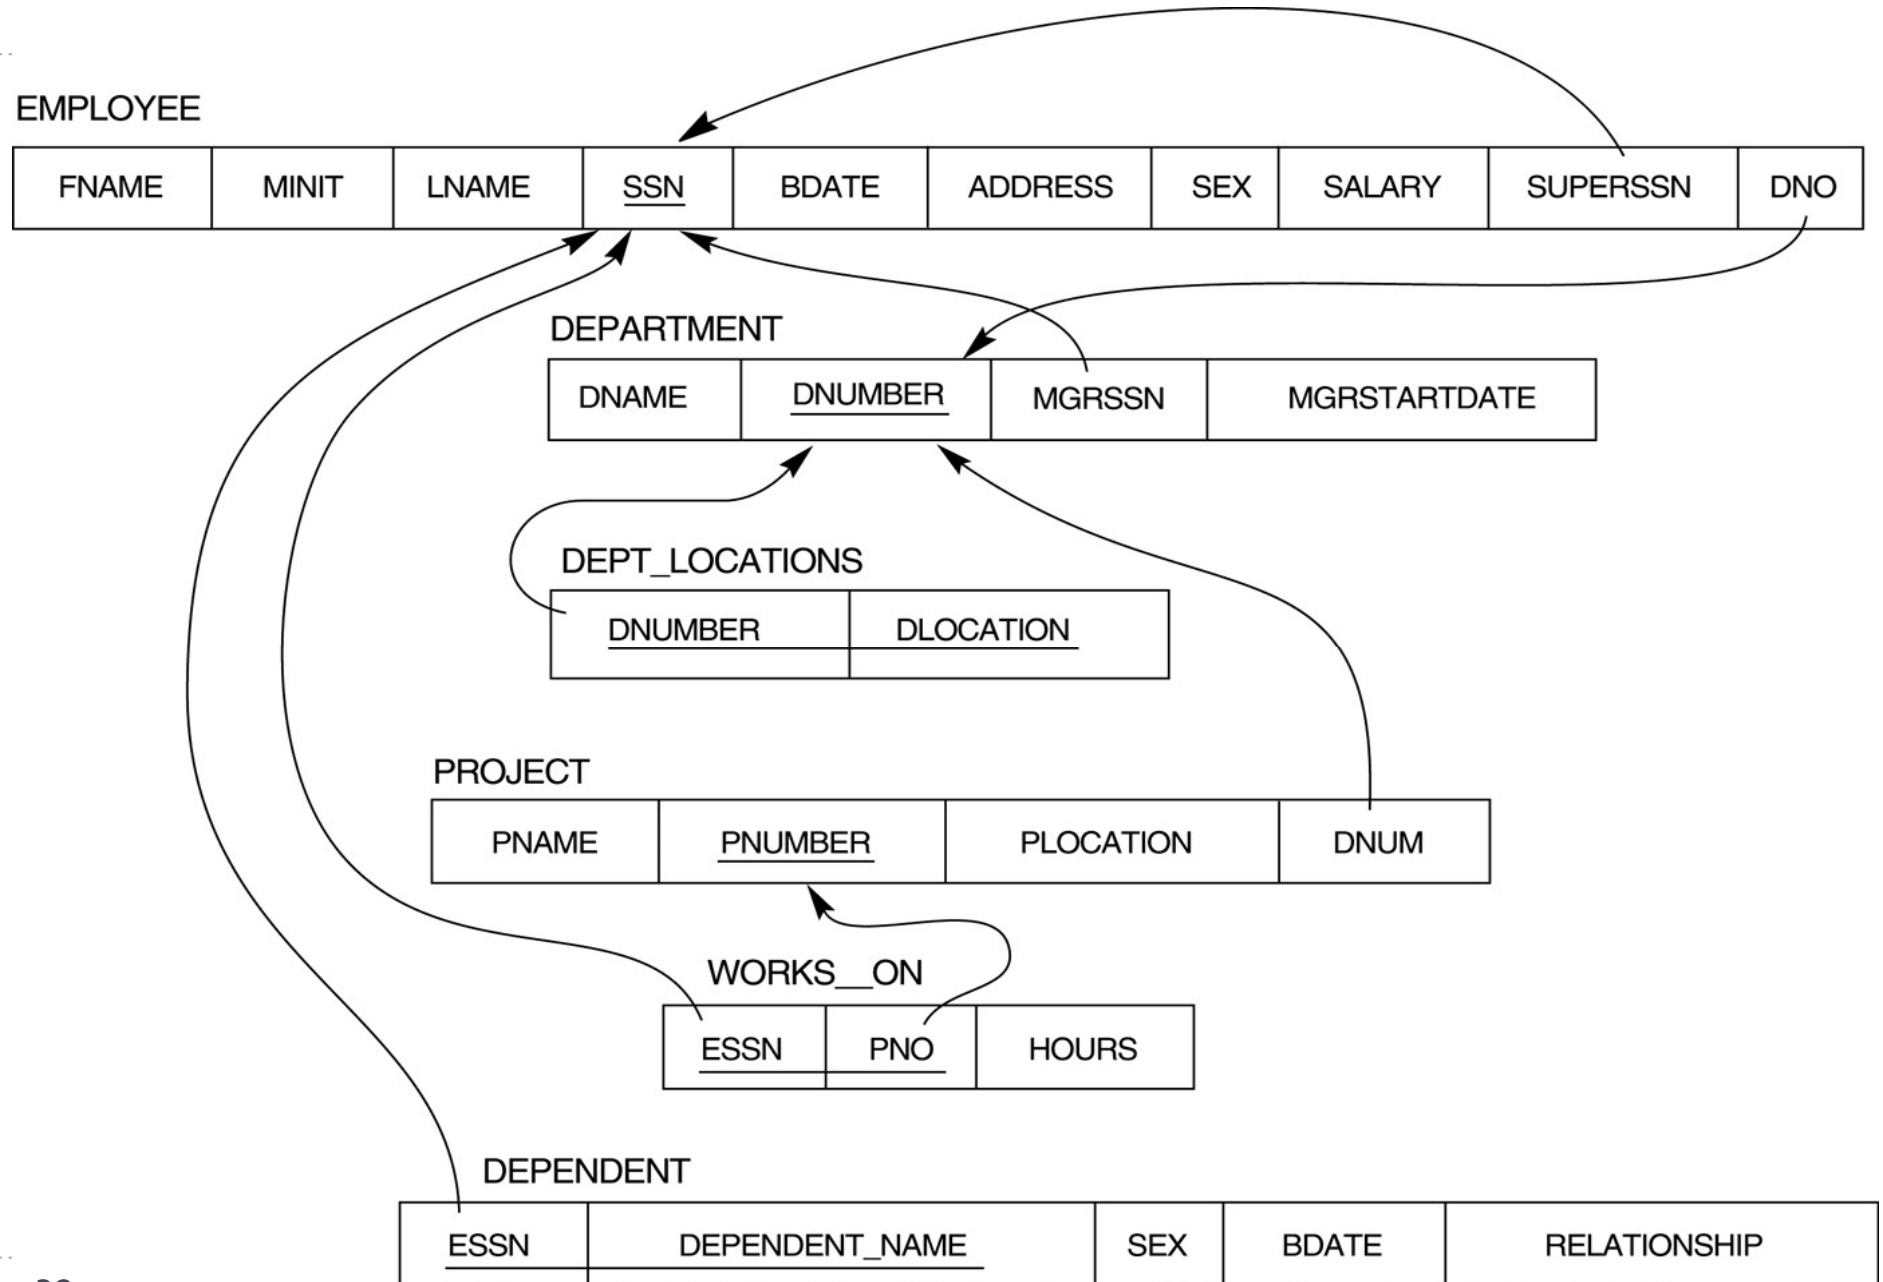 EMPLOYEE
FNAME MINIT LNAME SSN BDATE ADDRESS SEX SALARY SUPERSSN DNO
DEPARTMENT
DNAME DNUMBER MGRSSN MGRSTARTDATE
DEPT_LOCATIONS
DNUMBER DLOCATION
PROJECT
PNAME PNUMBER PLOCATION DNUM
WORKS__ON
ESSN PNO HOURS
DEPENDENT
ESSN DEPENDENT_NAME SEX BDATE RELATIONSHIP